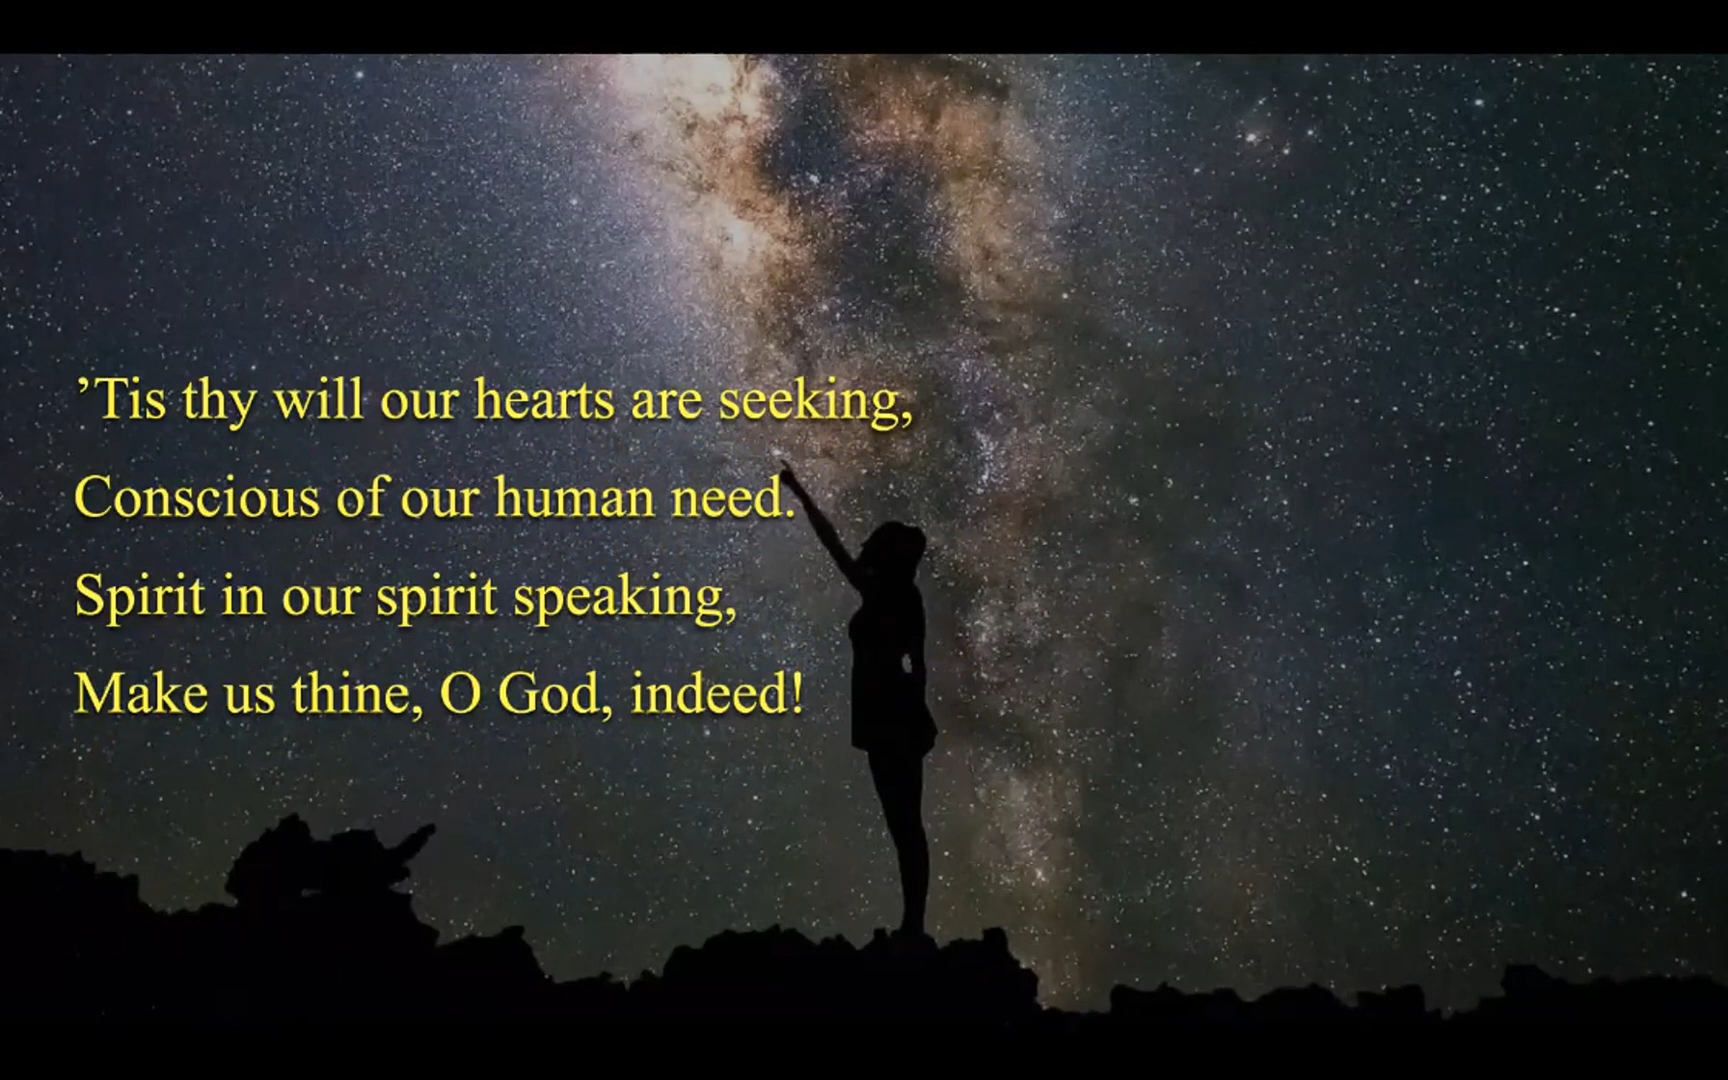 ’Tis thy will our hearts are seeking,
Conscious of our human need.
Spirit in our spirit speaking,
Make us thine, O God, indeed!